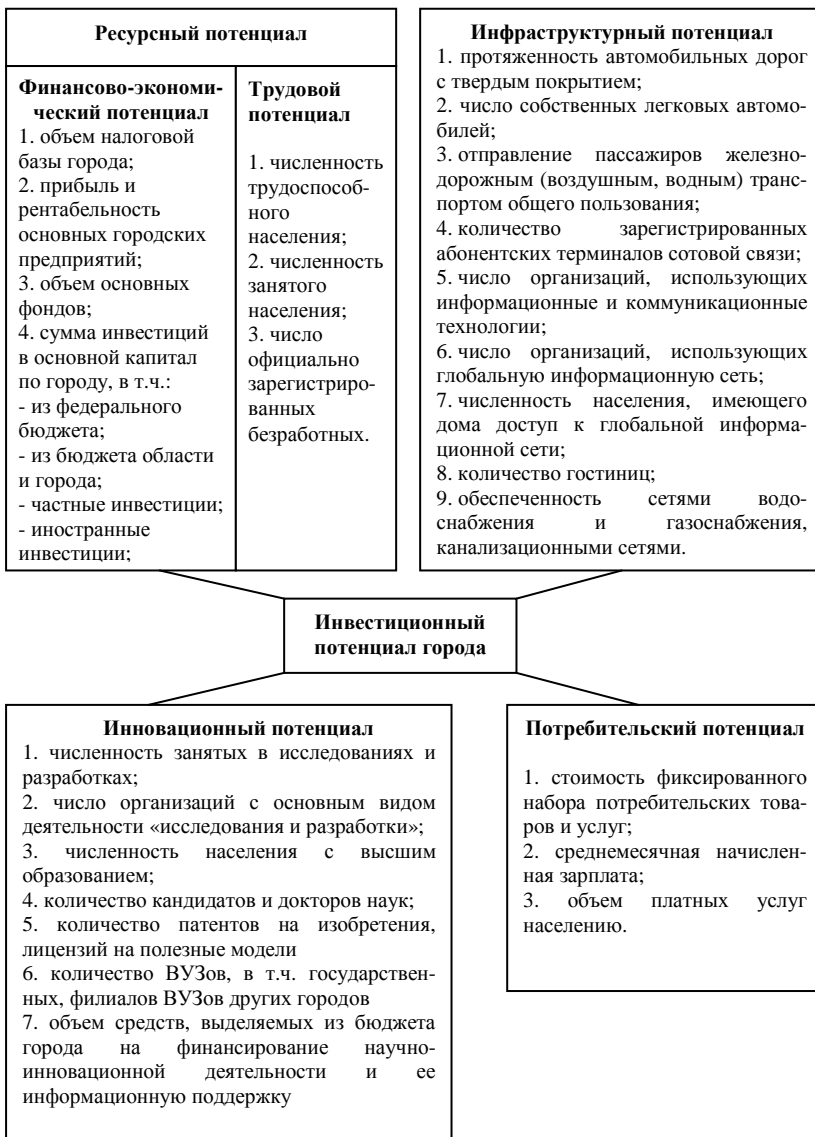 Ресурсный потенциал
Финансово-экономи-
ческий потенциал
1. объем налоговой
базы города;
2. прибыль и
рентабельность
основных городских
предприятий;
3. объем основных
фондов;
4. сумма инвестиций
в основной капитал
по городу, в т.ч.:
- из федерального
бюджета;
- из бюджета области
и города;
- частные инвестиции;
- иностранные
инвестиции;
Трудовой
потенциал
1. численность
трудоспособ-
ного
населения;
2. численность
занятого
населения;
3. число
официально
зарегистриро-
ванных
безработных.
Инфраструктурный потенциал
1. протяженность автомобильных дорог
с твердым покрытием;
2. число собственных легковых автомо-
билей;
3. отправление пассажиров железно-
дорожным (воздушным, водным) транс-
портом общего пользования;
4. количество зарегистрированных
абонентских терминалов сотовой связи;
5. число организаций, использующих
информационные и коммуникационные
технологии;
6. число организаций, использующих
глобальную информационную сеть;
7. численность населения, имеющего
дома доступ к глобальной информа-
ционной сети;
8. количество гостиниц;
9. обеспеченность сетями водо-
снабжения и газоснабжения,
канализационными сетями.
Инвестиционный
потенциал города
Инновационный потенциал
1. численность занятых в исследованиях и
разработках;
2. число организаций с основным видом
деятельности «исследования и разработки»;
3. численность населения с высшим
образованием;
4. количество кандидатов и докторов наук;
5. количество патентов на изобретения,
лицензий на полезные модели
6. количество ВУЗов, в т.ч. государствен-
ных, филиалов ВУЗов других городов
7. объем средств, выделяемых из бюджета
города на финансирование научно-
инновационной деятельности и ее
информационную поддержку
Потребительский потенциал
1. стоимость фиксированного
набора потребительских това-
ров и услуг;
2. среднемесячная начислен-
ная зарплата;
3. объем платных услуг
населению.